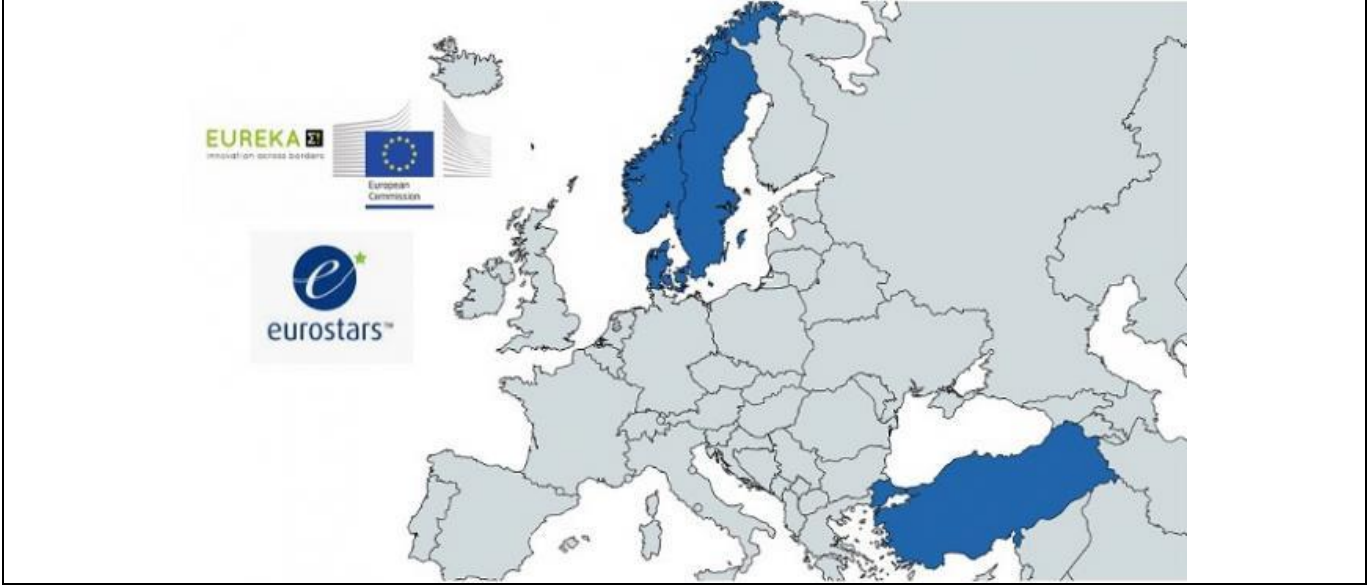 EUREKA Σ!
innovation across borders
European
Commission
e
eurostars™